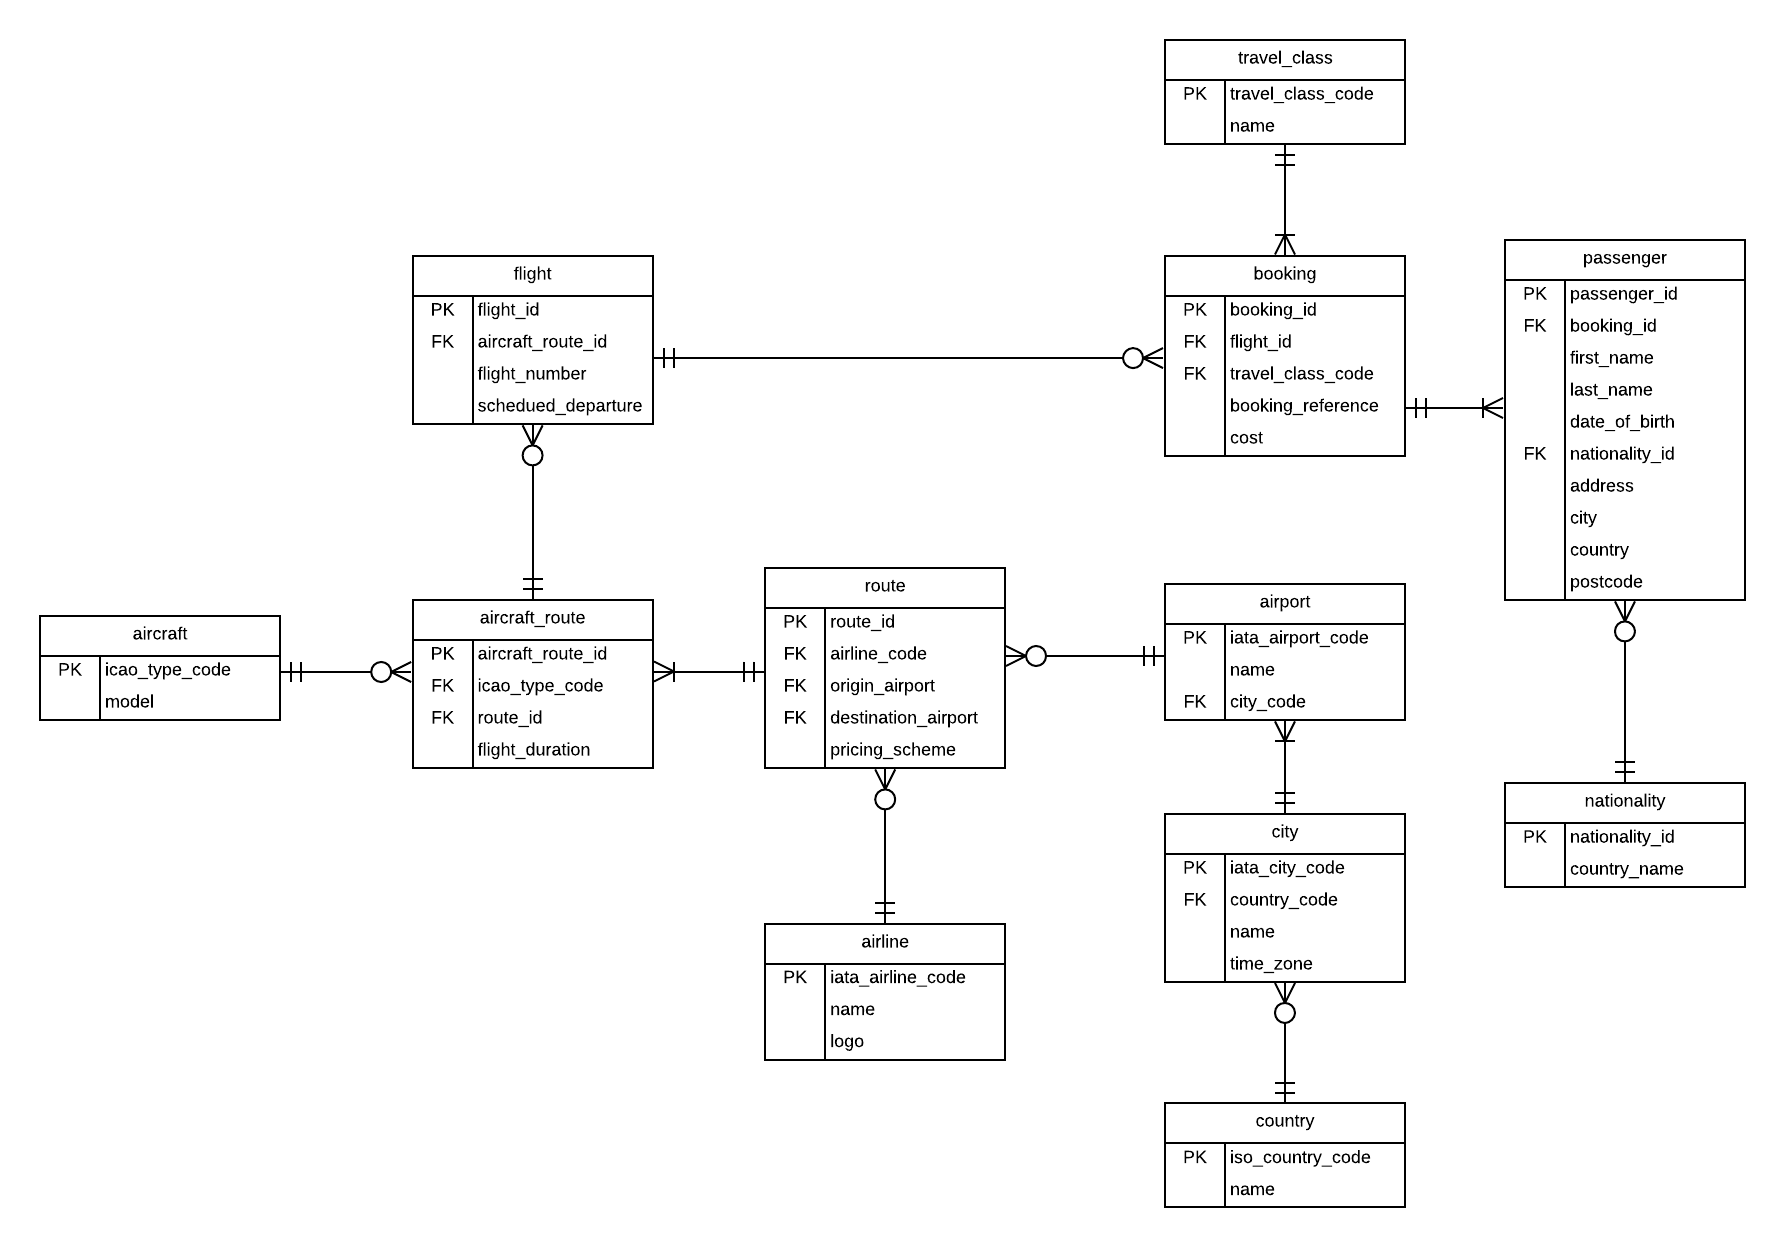 travel_class
PK travel_class_code
name
flight
PK flight_id
FK aircraft_route_id
flight_number
schedued_departure
booking
PK booking_id
FK flight_id
FK travel_class_code
booking_reference
cost
passenger
PK passenger_id
FK booking_id
first_name
last_name
date_of_birth
FK nationality_id
address
city
country
postcode
aircraft
PK icao_type_code
model
aircraft_route
PK aircraft_route_id
FK icao_type_code
FK route_id
flight_duration
route
PK route_id
FK airline_code
FK origin_airport
FK destination_airport
pricing_scheme
airport
PK iata_airport_code
name
FK city_code
nationality
PK nationality_id
country_name
city
PK iata_city_code
FK country_code
name
time_zone
airline
PK iata_airline_code
name
logo
country
PK iso_country_code
name